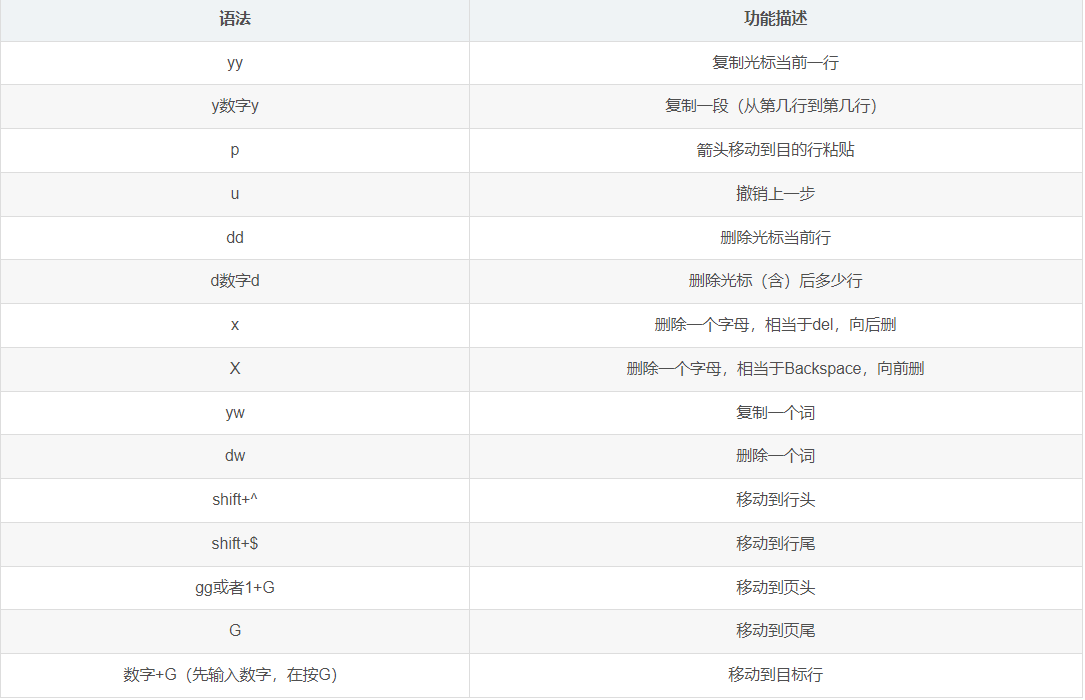 语法 功能描述
yy 复制光标当前一行
y数字y 复制一段（从第几行到第几行）
p 箭头移动到目的行粘贴
u 撤销上一步
dd 删除光标当前行
d数字d 删除光标（含）后多少行
x 删除一个字母，相当于del，向后删
X 删除一个字母，相当于Backspace，向前删
yw 复制一个词
dw 删除一个词
shift+^ 移动到行头
shift+$ 移动到行尾
gg或者1+G 移动到页头
G 移动到页尾
数字+G（先输入数字，在按G） 移动到目标行